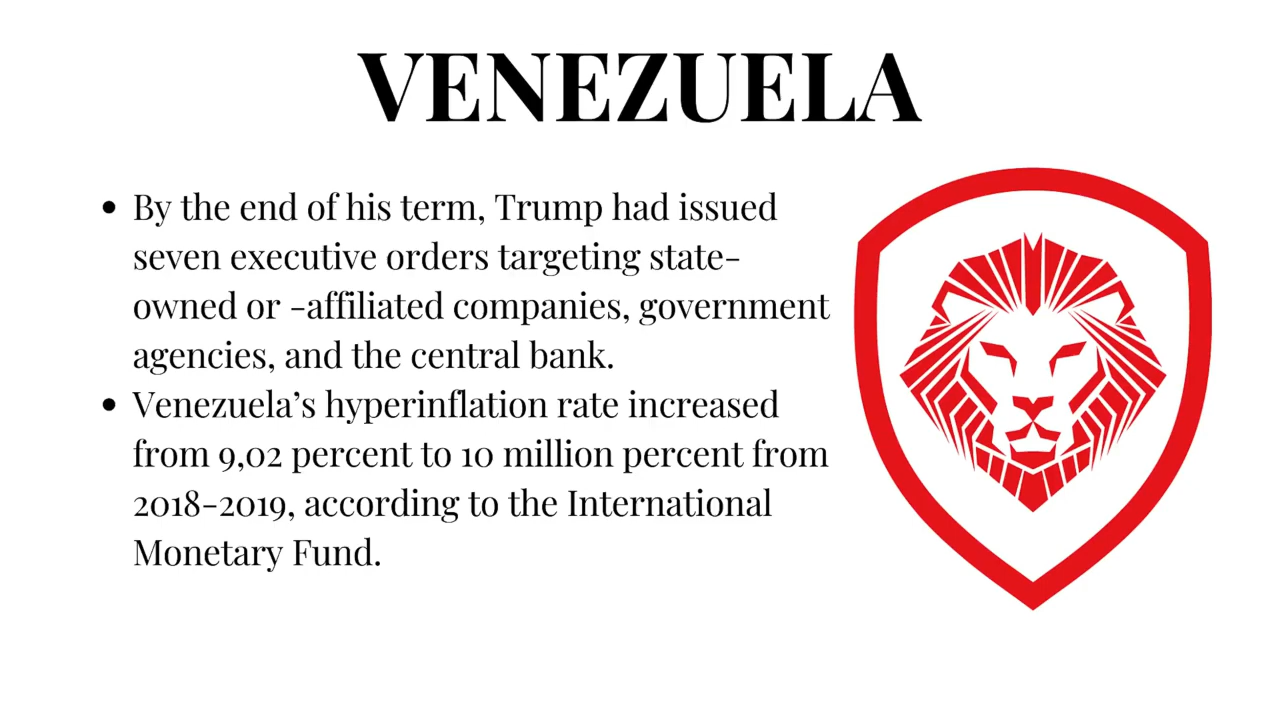 VENEZUELA
• By the end of his term, Trump had issued
seven executive orders targeting state-
owned or -affiliated companies, government
agencies, and the central bank.
• Venezuela’s hyperinflation rate increased
from 9,02 percent to 10 million percent from
2018-2019, according to the International
Monetary Fund.